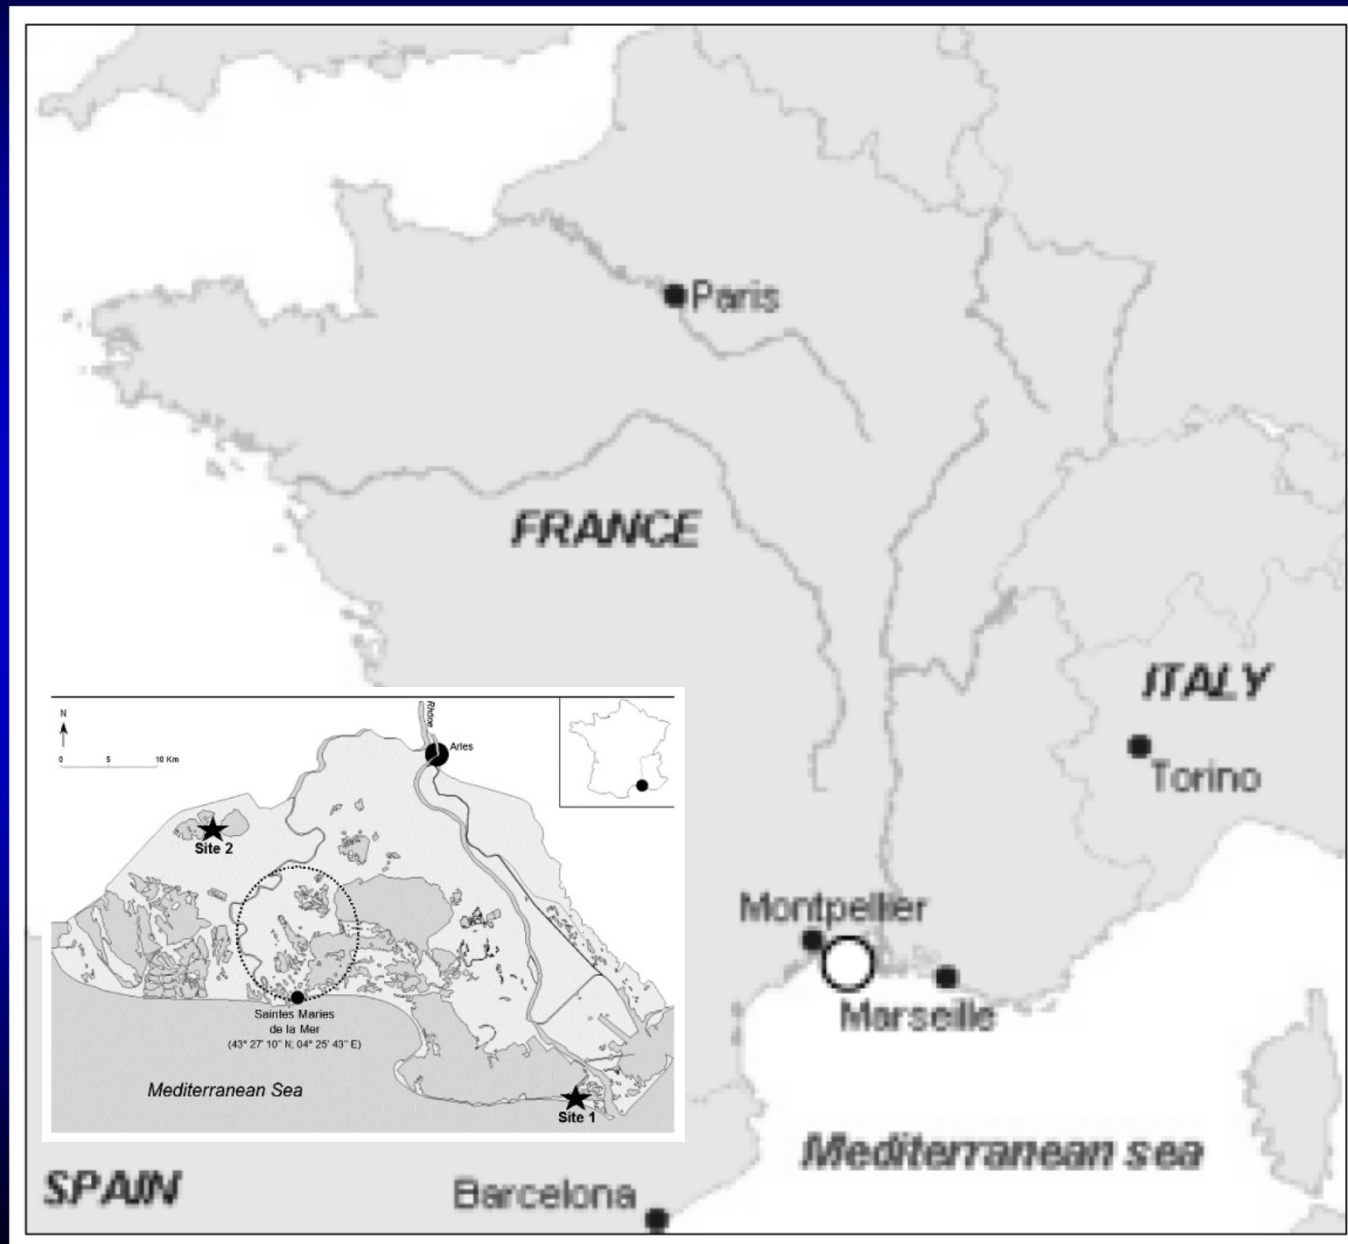 Paris
FRANCE
ITALY
Torino
Montpellier
Marseille
Mediterranean sea
Barcelona
SPAIN
N
0 5 10 Km
Rhône
Arles
Site 2
Saintes Maries
de la Mer
(43° 27' 10'' N, 04° 25' 43'' E)
Mediterranean Sea
Site 1